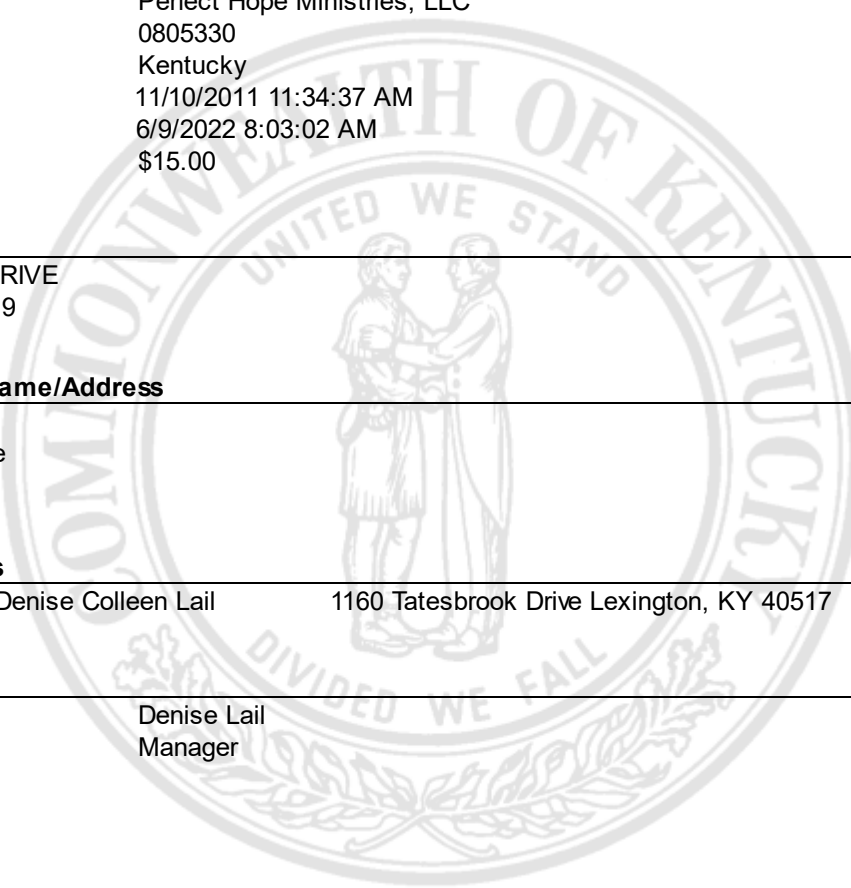 Perfect Hope Ministries, LLC
0805330
Kentucky
11/10/2011 11:34:37 AM
6/9/2022 8:03:02 AM
$15.00
RIVE
9
ame/Address
e
s
Denise Colleen Lail 1160 Tatesbrook Drive Lexington, KY 40517
Denise Lail
Manager
COMMONWEALTH OF KENTUCKY
UNITED WE STAND
DIVIDED WE FALL